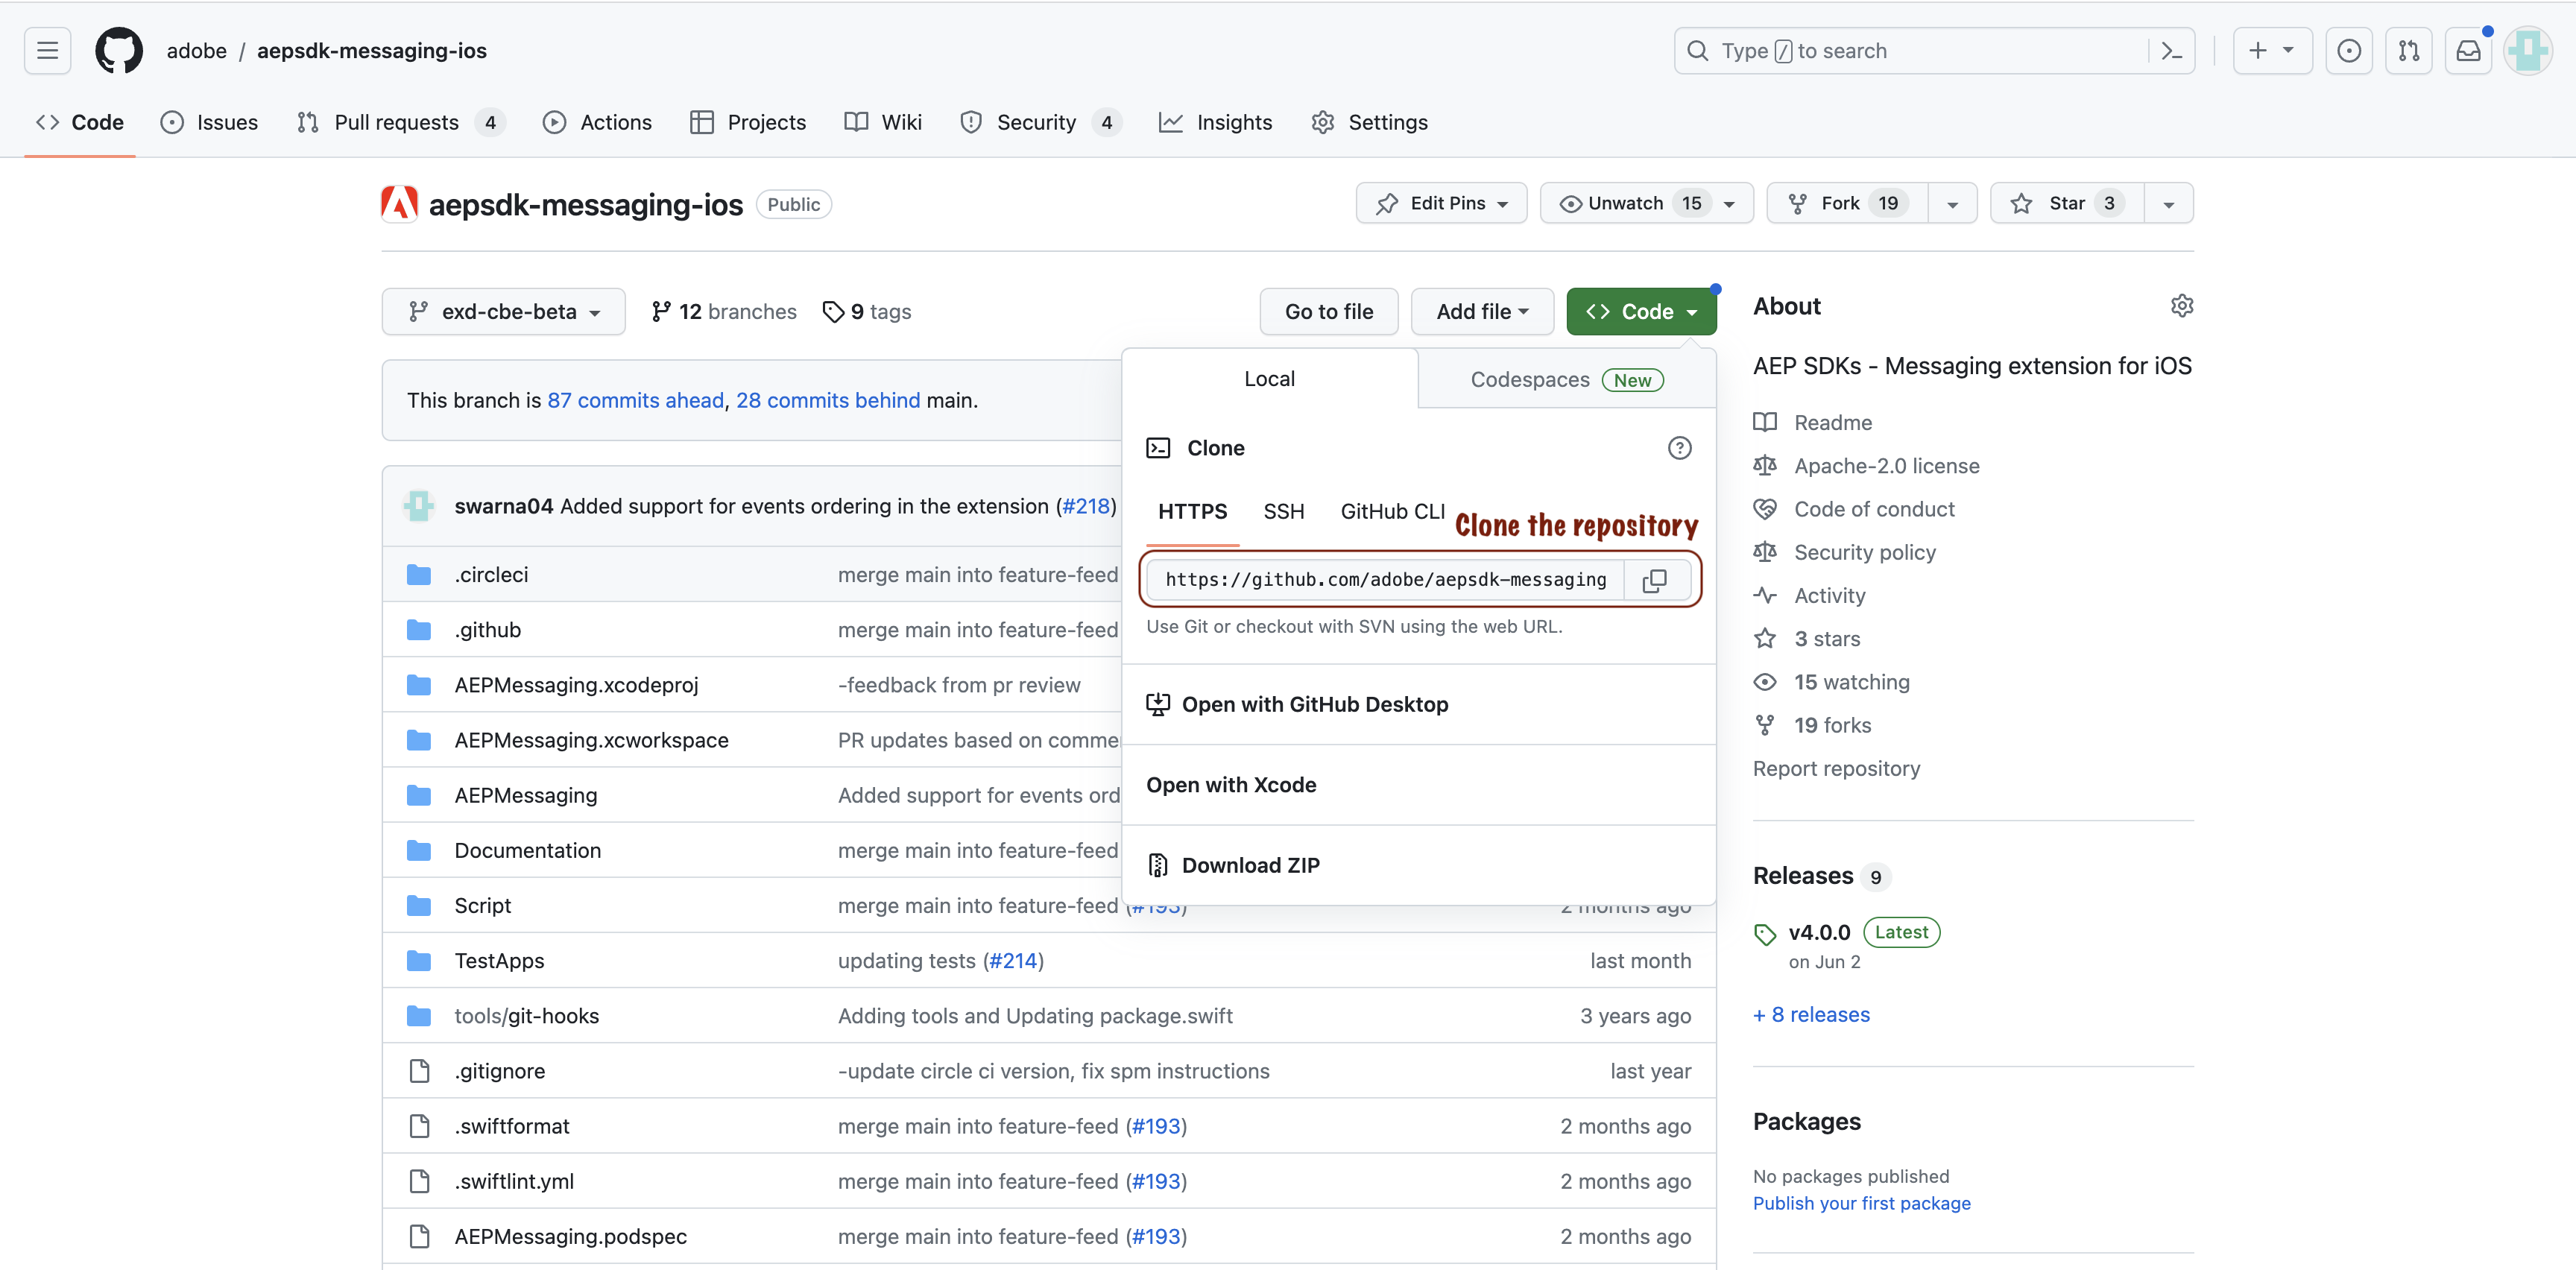 adobe / aepsdk-messaging-ios
Type / to search
Code
Issues
Pull requests 4
Actions
Projects
Wiki
Security 4
Insights
Settings
aepsdk-messaging-ios Public
Edit Pins
Unwatch 15
Fork 19
Star 3
exd-cbe-beta
12 branches
9 tags
Go to file
Add file
Code
This branch is 87 commits ahead, 28 commits behind main.
Local
Codespaces New
Clone
HTTPS
SSH
GitHub CLI
Clone the repository
https://github.com/adobe/aepsdk-messaging
Use Git or checkout with SVN using the web URL.
Open with GitHub Desktop
Open with Xcode
Download ZIP
swarna04 Added support for events ordering in the extension (#218)
.circleci merge main into feature-feed
.github merge main into feature-feed
AEPMessaging.xcodeproj -feedback from pr review
AEPMessaging.xcworkspace PR updates based on
AEPMessaging Added support for events
Documentation merge main into feature-feed
Script merge main into feature-feed (#193) 2 months ago
TestApps updating tests (#214) last month
tools/git-hooks Adding tools and Updating package.swift 3 years ago
.gitignore -update circle ci version, fix spm instructions last year
.swiftformat merge main into feature-feed (#193) 2 months ago
.swiftlint.yml merge main into feature-feed (#193) 2 months ago
AEPMessaging.podspec merge main into feature-feed (#193) 2 months ago
About
AEP SDKs - Messaging extension for iOS
Readme
Apache-2.0 license
Code of conduct
Security policy
Activity
3 stars
15 watching
19 forks
Report repository
Releases 9
v4.0.0 Latest
on Jun 2
+ 8 releases
Packages
No packages published
Publish your first package